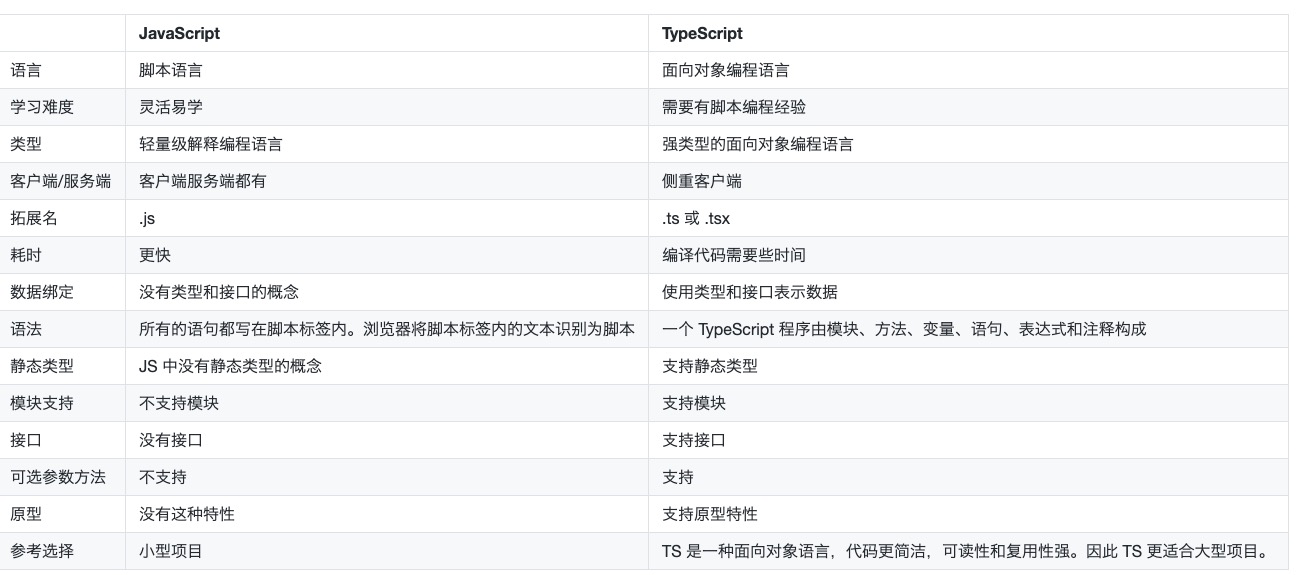 JavaScript TypeScript
语言 脚本语言 面向对象编程语言
学习难度 灵活易学 需要有脚本编程经验
类型 轻量级解释编程语言 强类型的面向对象编程语言
客户端/服务端 客户端服务端都有 侧重客户端
拓展名 .js .ts 或 .tsx
耗时 更快 编译代码需要些时间
数据绑定 没有类型和接口的概念 使用类型和接口表示数据
语法 所有的语句都写在脚本标签内。浏览器将脚本标签内的文本识别为脚本 一个 TypeScript 程序由模块、方法、变量、语句、表达式和注释构成
静态类型 JS 中没有静态类型的概念 支持静态类型
模块支持 不支持模块 支持模块
接口 没有接口 支持接口
可选参数方法 不支持 支持
原型 没有这种特性 支持原型特性
参考选择 小型项目 TS 是一种面向对象语言，代码更简洁，可读性和复用性强。因此 TS 更适合大型项目。